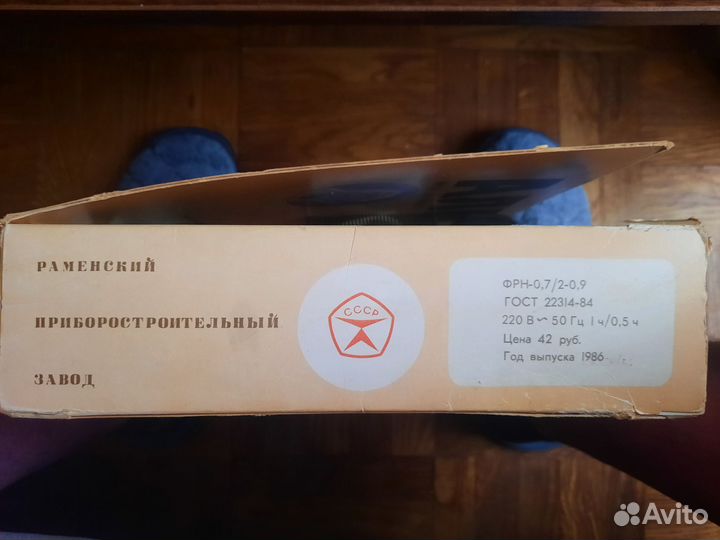 РАМЕНСКИЙ
ПРИБОРОСТРОИТЕЛЬНЫЙ
ЗАВОД
СССР
ФРН-0,7/2-0,9
ГОСТ 22314-84
220 В ~ 50 Гц 1 ч/0,5 ч
Цена 42 руб.
Год выпуска 1986
Avito